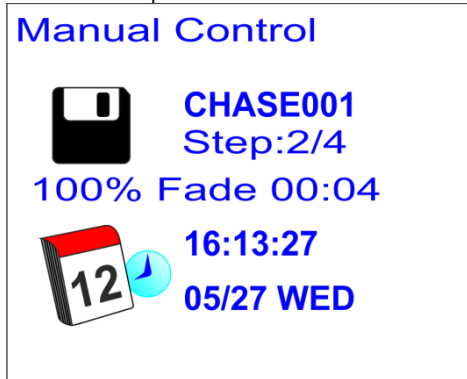 Manual Control
CHASE001
Step:2/4
100% Fade 00:04
16:13:27
12
05/27 WED